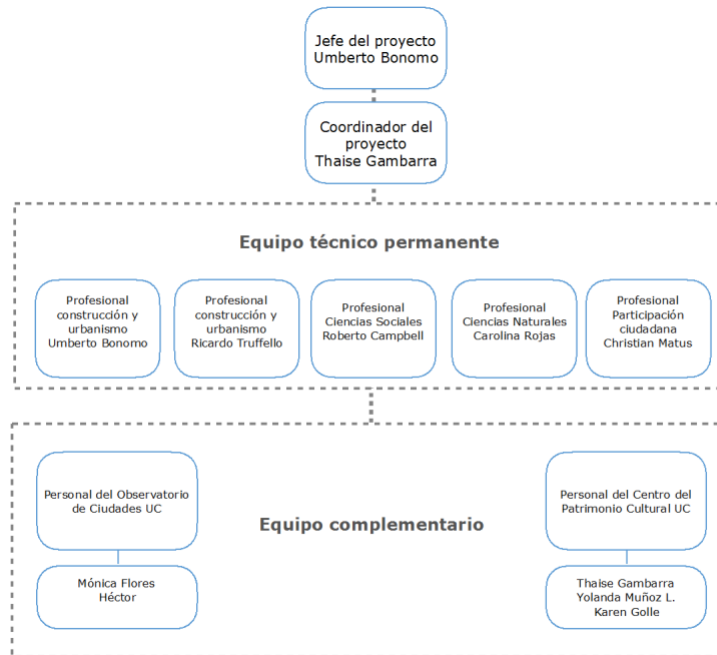 Jefe del proyecto
Umberto Bonomo
Coordinador del
proyecto
Thaise Gambarra
Equipo técnico permanente
Profesional
construcción y
urbanismo
Umberto Bonomo
Profesional
construcción y
urbanismo
Ricardo Truffello
Profesional
Ciencias Sociales
Roberto Campbell
Profesional
Ciencias Naturales
Carolina Rojas
Profesional
Participación
ciudadana
Christian Matus
Personal del Observatorio
de Ciudades UC
Equipo complementario
Personal del Centro del
Patrimonio Cultural UC
Mónica Flores
Héctor
Thaise Gambarra
Yolanda Muñoz L.
Karen Golle